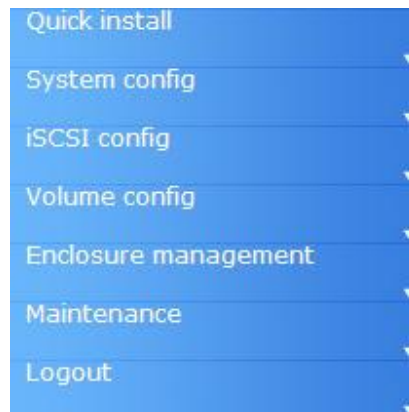 Quick install
System config
iSCSI config
Volume config
Enclosure management
Maintenance
Logout